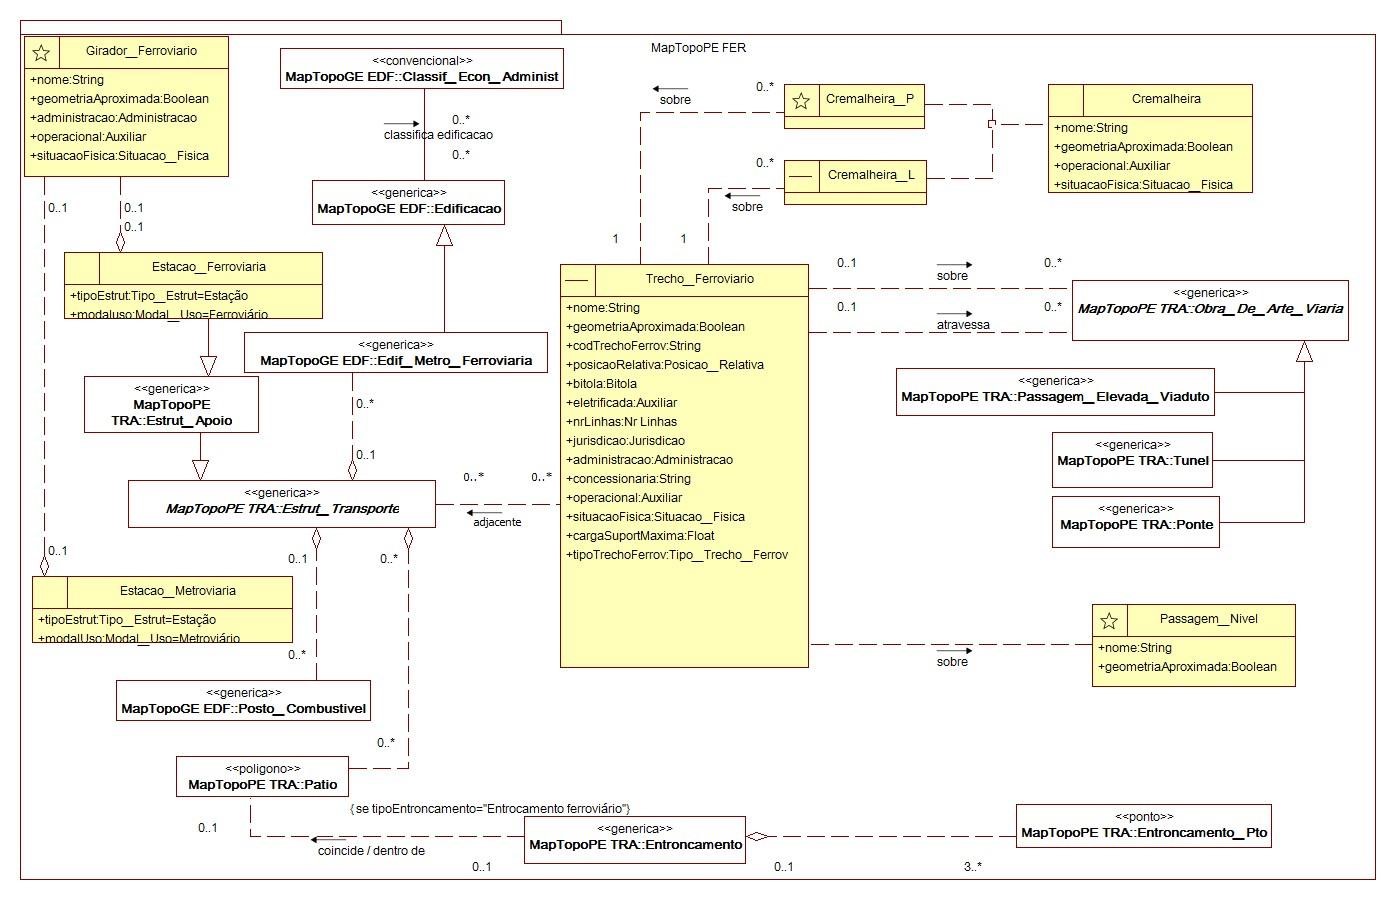 MapTopoPE FER
Girador__Ferroviario
+nome:String
+geometriaAproximada:Boolean
+administracao:Administracao
+operacional:Auxiliar
+situacaoFisica:Situacao__Fisica
<<convencional>>
MapTopoGE EDF::Classif_Econ_Administ
0..*
classifica edificacao
0..*
<<generica>>
MapTopoGE EDF::Edificacao
sobre
0..*
Cremalheira__P
Cremalheira
+nome:String
+geometriaAproximada:Boolean
+operacional:Auxiliar
+situacaoFisica:Situacao__Fisica
0..*
Cremalheira__L
sobre
1
1
0..1
0..1
0..1
0..1
Estacao__Ferroviaria
+tipoEstrut:Tipo__Estrut=Estação
+modaluso:Modal__Uso=Ferroviário
Trecho__Ferroviario
+nome:String
+geometriaAproximada:Boolean
+codTrechoFerrov:String
+posicaoRelativa:Posicao__Relativa
+bitola:Bitola
+eletrificada:Auxiliar
+nrLinhas:Nr Linhas
+jurisdicao:Jurisdicao
+administracao:Administracao
+concessionaria:String
+operacional:Auxiliar
+situacaoFisica:Situacao__Fisica
+cargaSuportMaxima:Float
+tipoTrechoFerrov:Tipo__Trecho__Ferrov
0..1
sobre
0..*
0..1
atravessa
0..*
<<generica>>
MapTopoPE TRA::Obra_De_Arte_Viaria
<<generica>>
MapTopoGE EDF::Edif_Metro_Ferroviaria
<<generica>>
MapTopoPE
TRA::Estrut_Apoio
0..*
0..1
<<generica>>
MapTopoPE TRA::Passagem_Elevada_Viaduto
<<generica>>
MapTopoPE TRA::Tunel
<<generica>>
MapTopoPE TRA::Ponte
<<generica>>
MapTopoPE TRA::Estrut_Transporte
0..*
0..*
adjacente
0..1
0..*
Estacao__Metroviaria
+tipoEstrut:Tipo__Estrut=Estação
+modalUso:Modal__Uso=Metroviário
0..*
<<generica>>
MapTopoGE EDF::Posto_Combustivel
Passagem__Nivel
+nome:String
+geometriaAproximada:Boolean
sobre
0..*
<<poligono>>
MapTopoPE TRA::Patio
{se tipoEntroncamento="Entrocamento ferroviário"}
0..1
coincide / dentro de
<<generica>>
MapTopoPE TRA::Entroncamento
<<ponto>>
MapTopoPE TRA::Entroncamento_Pto
0..1
0..1
3..*